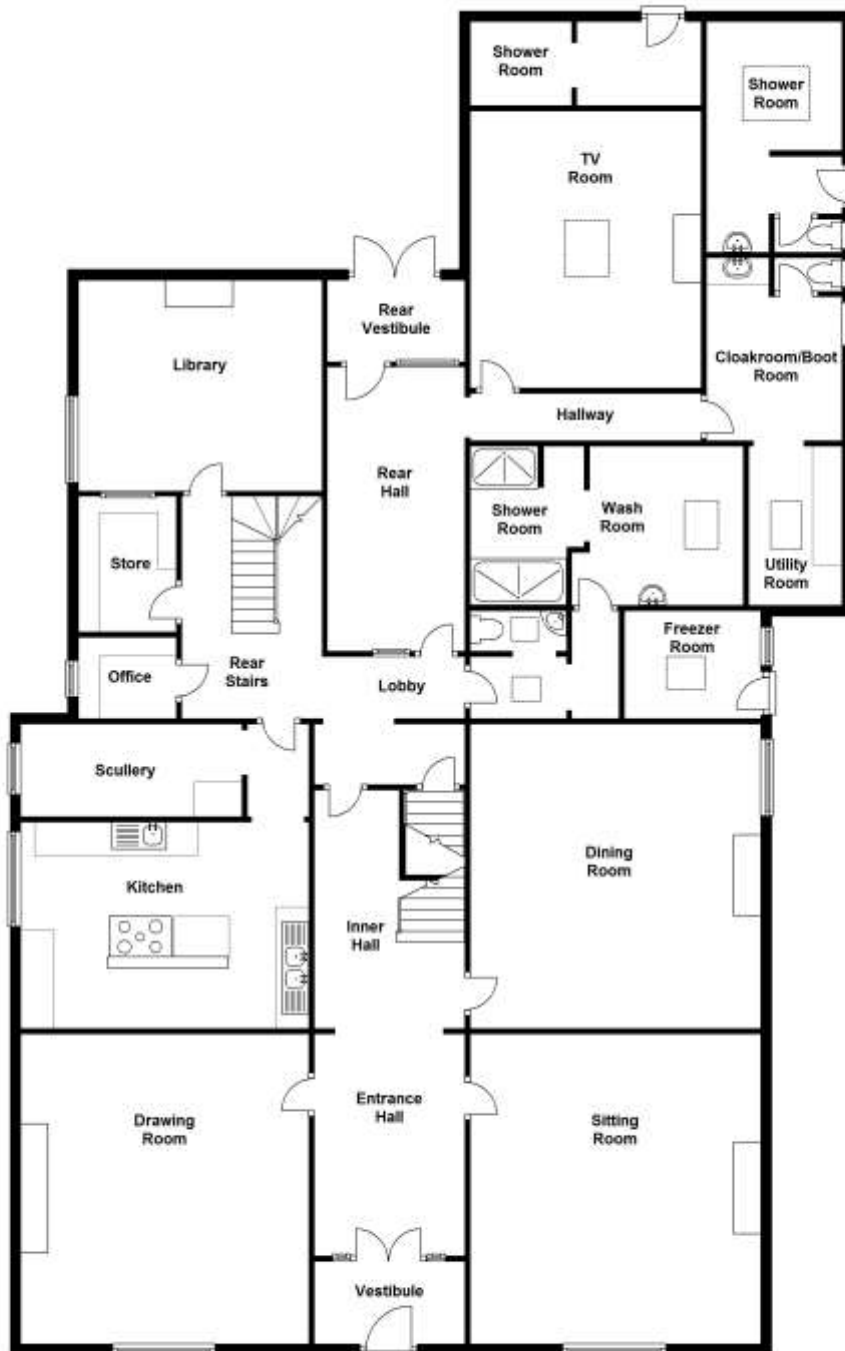 Shower
Room
Shower
Room
TV
Room
Rear
Vestibule
Library
Cloakroom/Boot
Room
Hallway
Rear
Hall
Shower
Room
Wash
Room
Store
Utility
Room
Freezer
Room
Office
Rear
Stairs
Lobby
Scullery
Dining
Room
Kitchen
Inner
Hall
Entrance
Hall
Drawing
Room
Sitting
Room
Vestibule